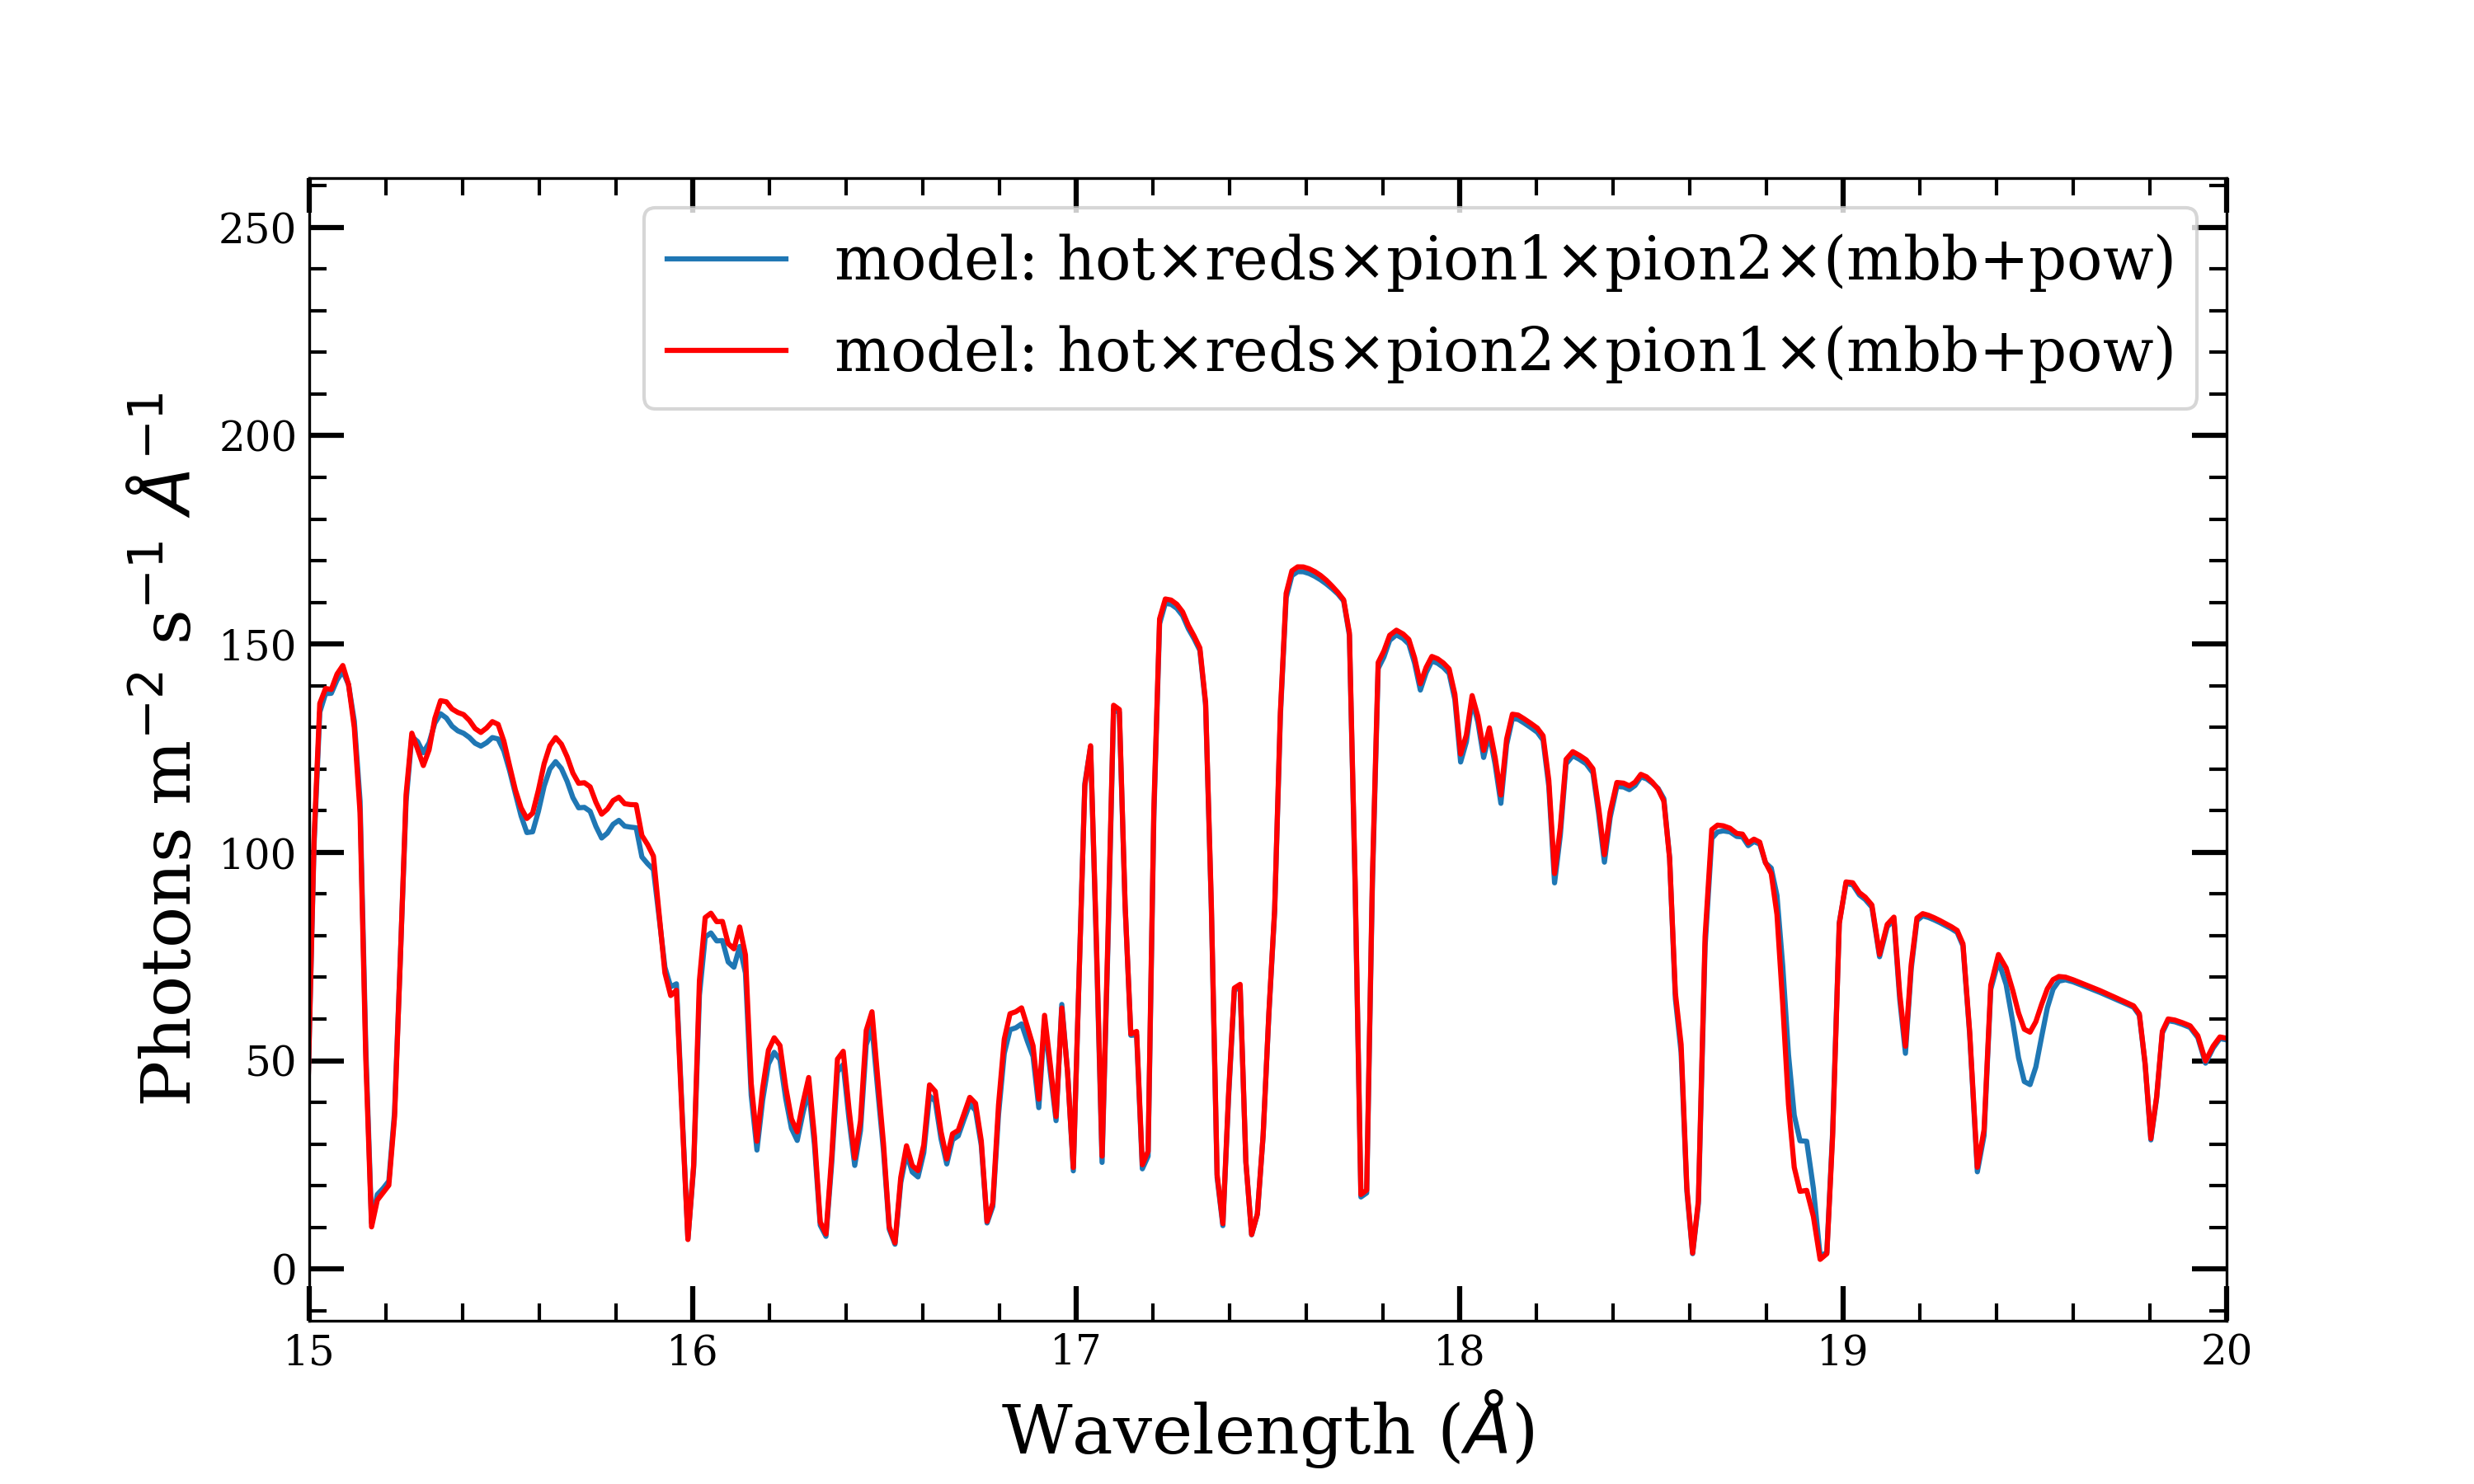 model: hot×reds×pion1×pion2×(mbb+pow)
model: hot×reds×pion2×pion1×(mbb+pow)
Photons m⁻² s⁻¹ Å⁻¹
250
200
150
100
50
0
15 16 17 18 19 20
Wavelength (Å)